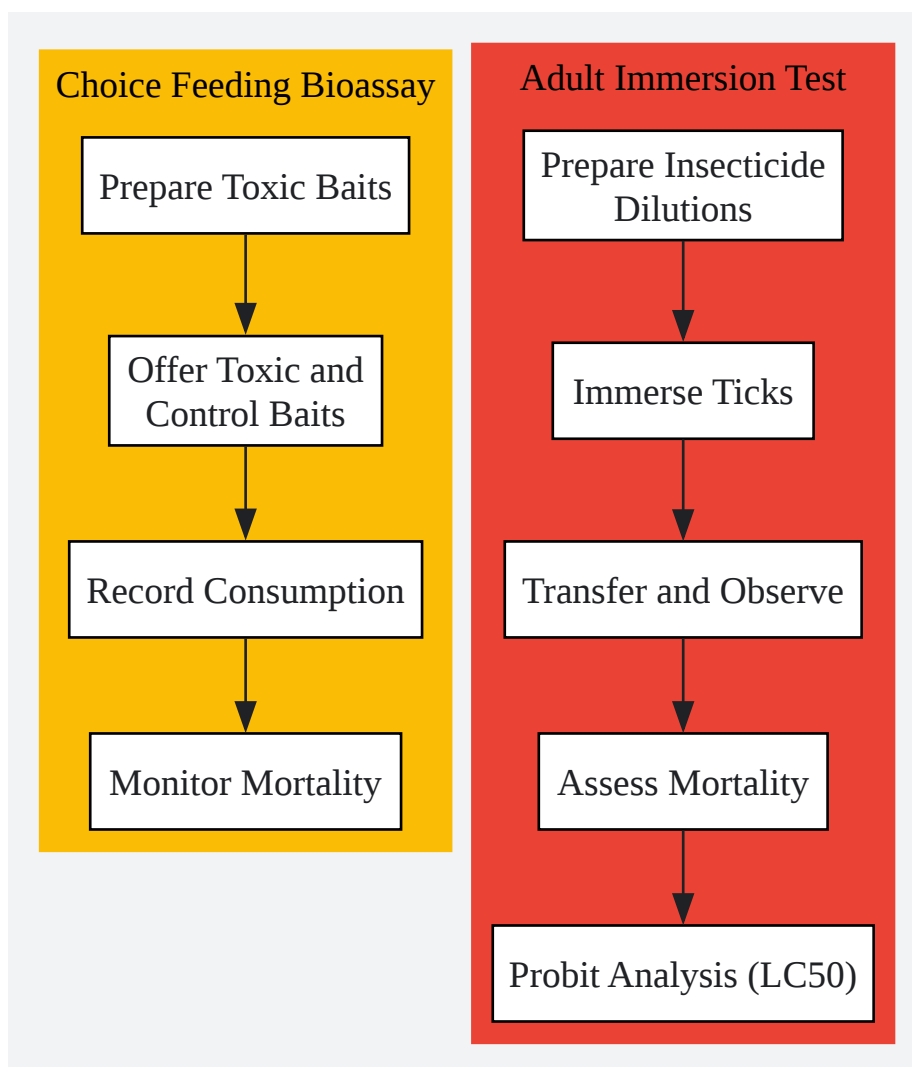 Choice Feeding Bioassay
Prepare Toxic Baits
Offer Toxic and
Control Baits
Record Consumption
Monitor Mortality
Adult Immersion Test
Prepare Insecticide
Dilutions
Immerse Ticks
Transfer and Observe
Assess Mortality
Probit Analysis (LC50)